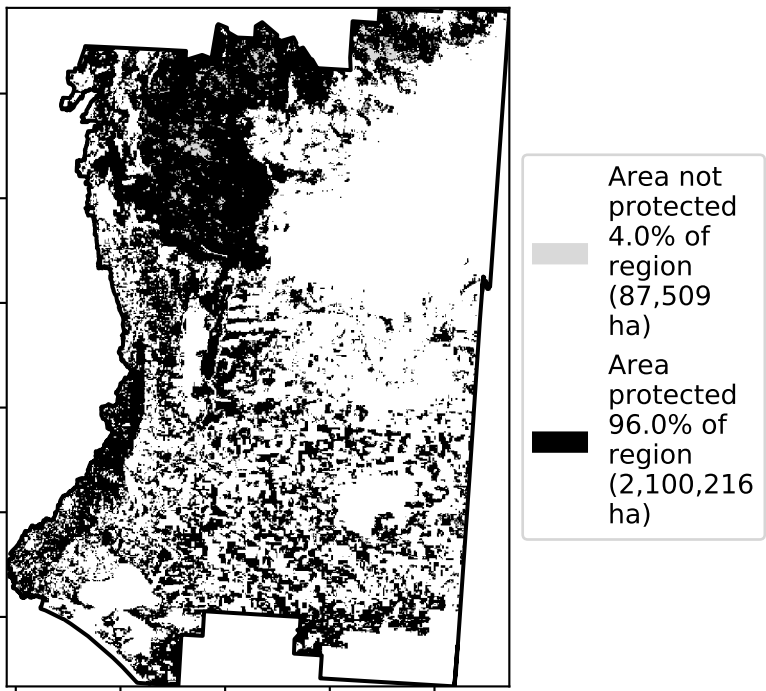 Area not
protected
4.0% of
region
(87,509
ha)
Area
protected
96.0% of
region
(2,100,216
ha)